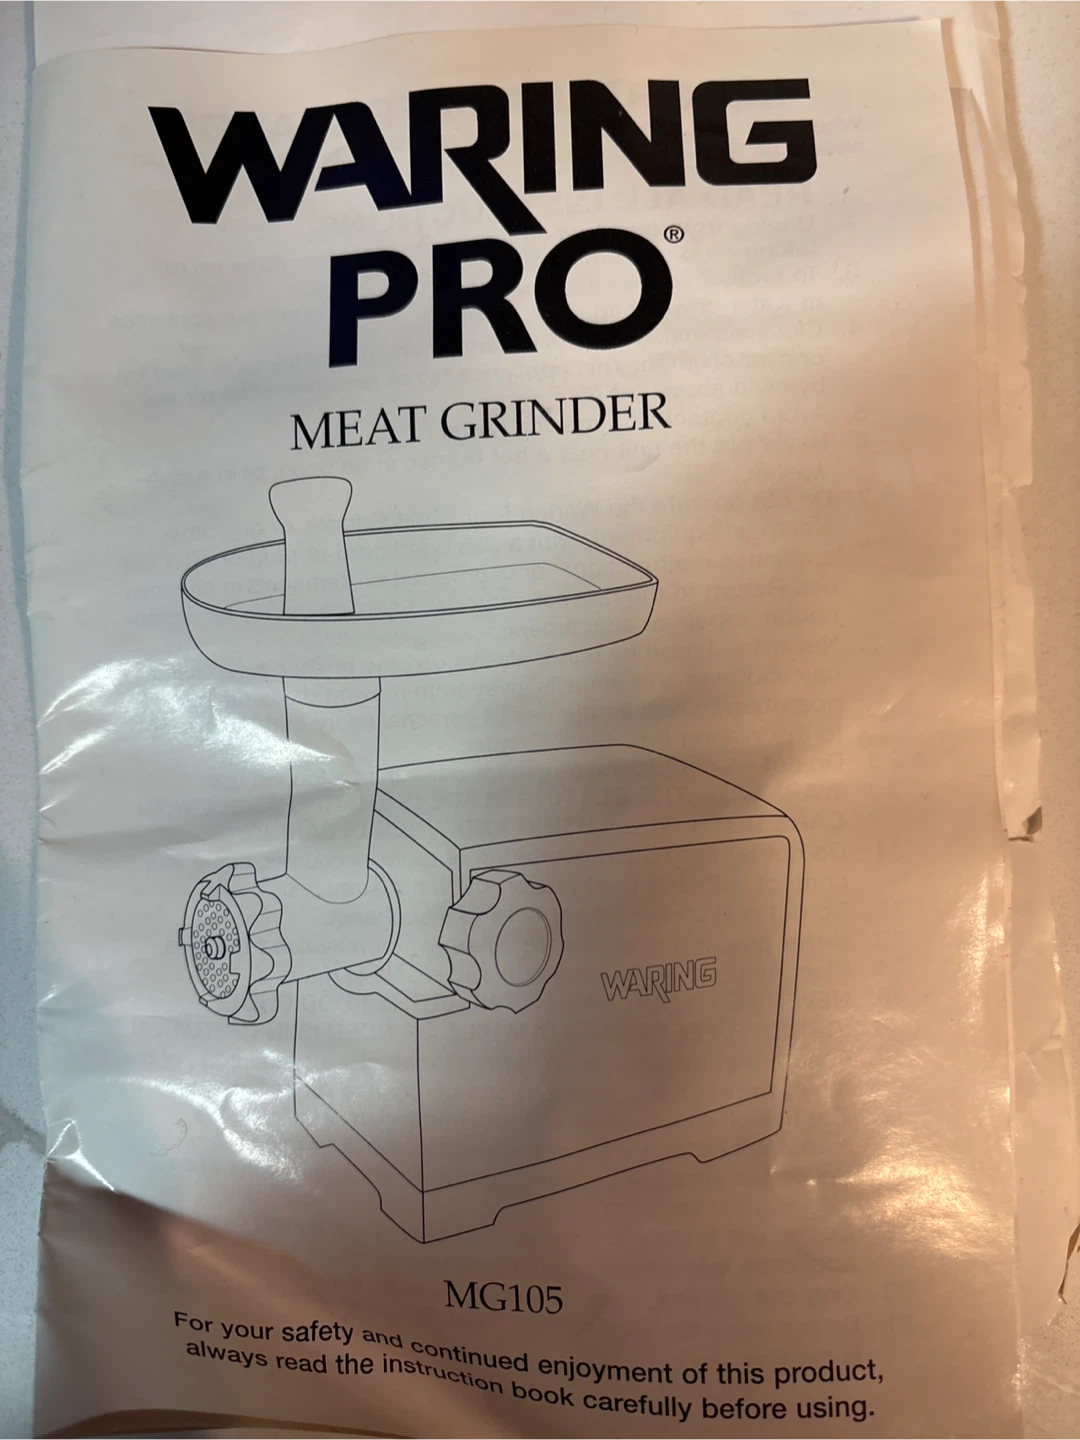 WARING
PRO®
MEAT GRINDER
WARING
MG105
For your safety and continued enjoyment of this product,
always read the instruction book carefully before using.